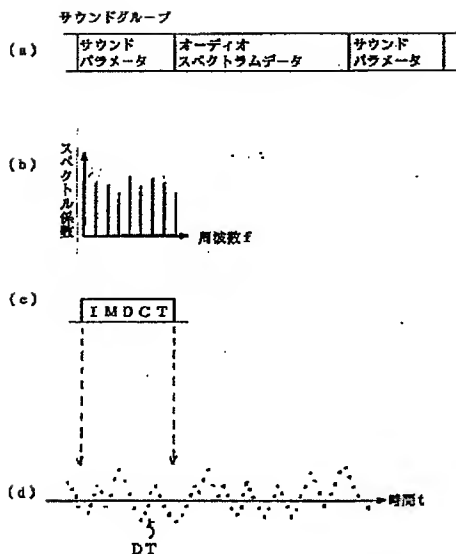 サウンドグループ
(a)
サウンド
パラメータ
オーディオ
スペクトラムデータ
サウンド
パラメータ
(b)
スペクトル係数
周波数f
(c)
IMDCT
(d)
時間t
DT